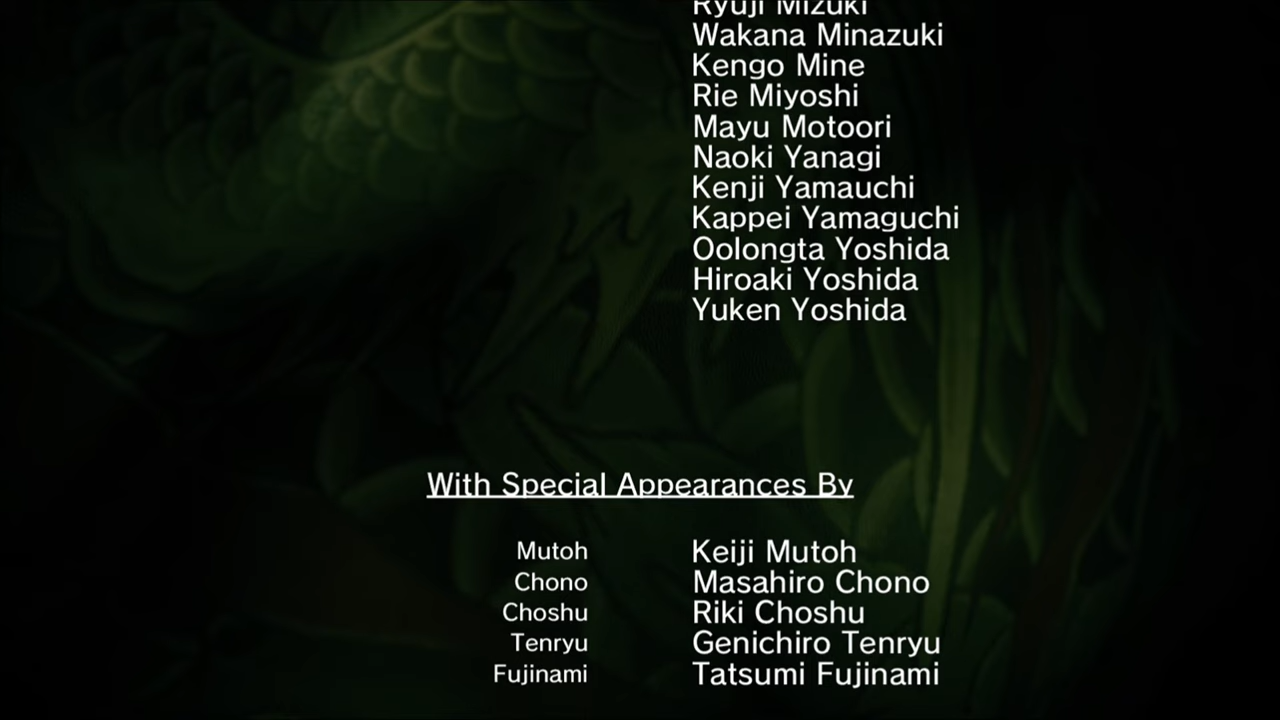 Ryuji Mizuki
Wakana Minazuki
Kengo Mine
Rie Miyoshi
Mayu Motoori
Naoki Yanagi
Kenji Yamauchi
Kappei Yamaguchi
Oolongta Yoshida
Hiroaki Yoshida
Yuken Yoshida
With Special Appearances By
Mutoh Keiji Mutoh
Chono Masahiro Chono
Choshu Riki Choshu
Tenryu Genichiro Tenryu
Fujinami Tatsumi Fujinami